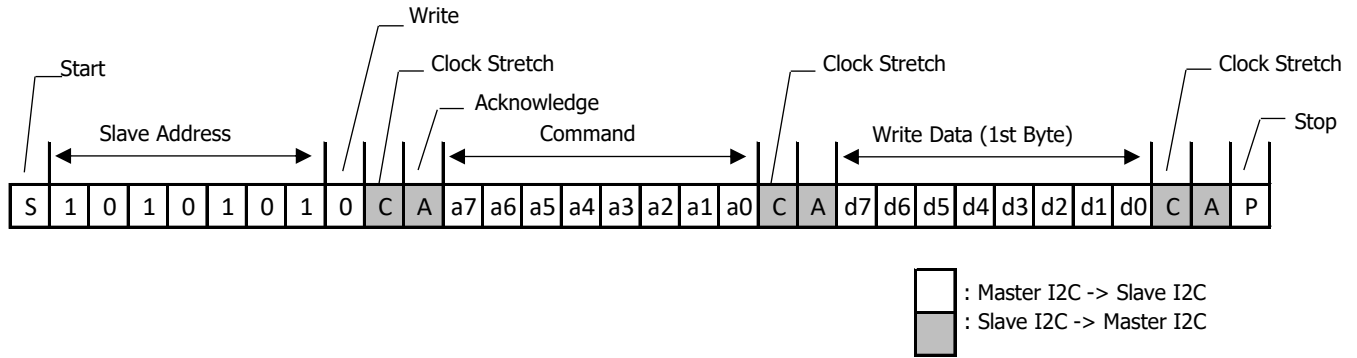 Write
Start
Clock Stretch
Clock Stretch
Clock Stretch
Acknowledge
Stop
Slave Address
Command
Write Data (1st Byte)
S 1 0 1 0 1 0 1 0 C A a7 a6 a5 a4 a3 a2 a1 a0 C A d7 d6 d5 d4 d3 d2 d1 d0 C A P
: Master I2C -> Slave I2C
: Slave I2C -> Master I2C